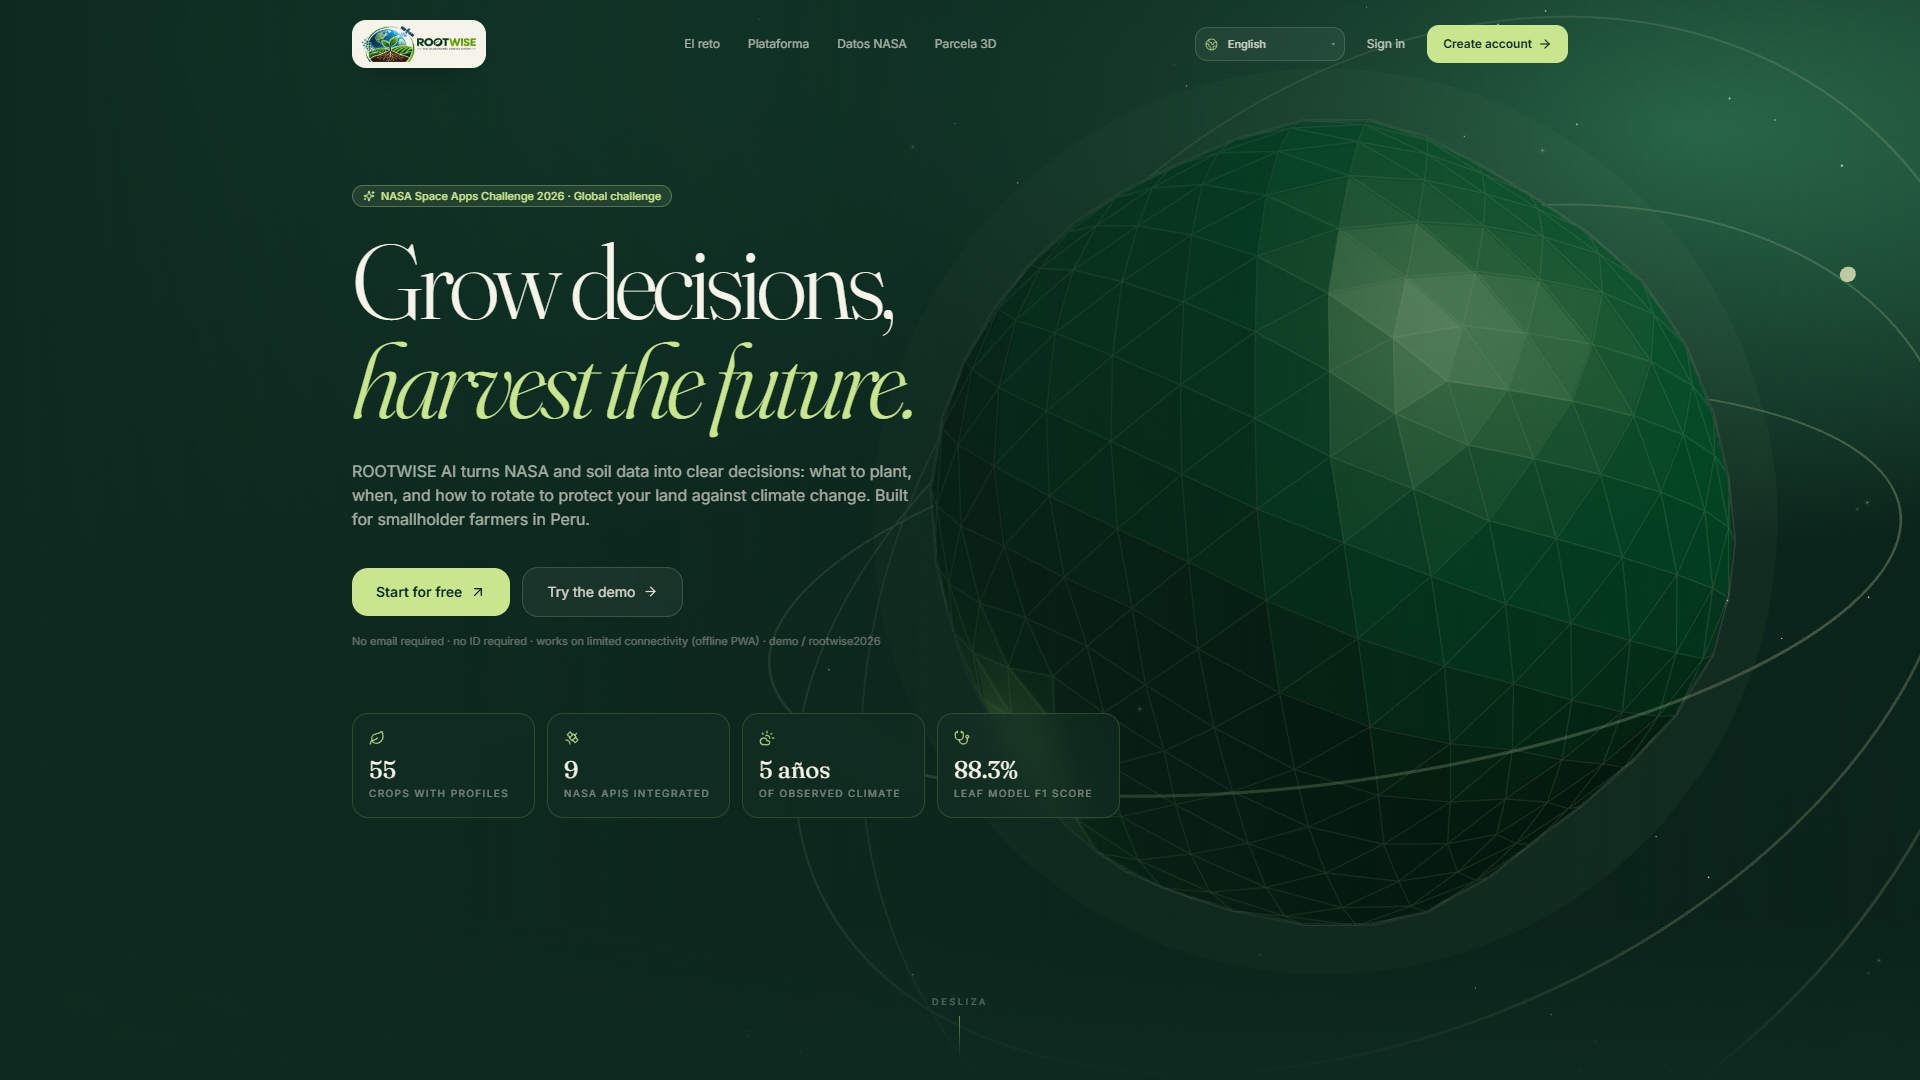 ROOTWISE
El reto
Plataforma
Datos NASA
Parcela 3D
English
Sign in
Create account
NASA Space Apps Challenge 2026 · Global challenge
Grow decisions,
harvest the future.
ROOTWISE AI turns NASA and soil data into clear decisions: what to plant,
when, and how to rotate to protect your land against climate change. Built
for smallholder farmers in Peru.
Start for free
Try the demo
No email required · no ID required · works on limited connectivity (offline PWA) · demo / rootwise2026
55
CROPS WITH PROFILES
9
NASA APIS INTEGRATED
5 años
OF OBSERVED CLIMATE
88.3%
LEAF MODEL F1 SCORE
DESLIZA